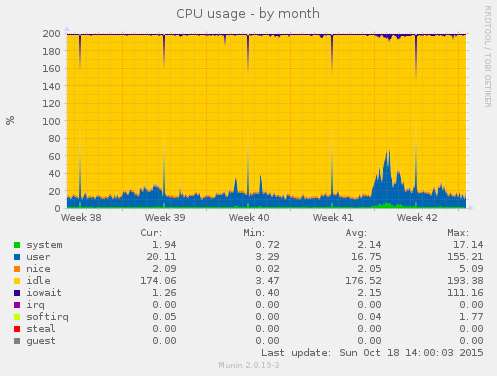 CPU usage - by month
RRDTOOL / TOBI OETIKER
%
200
180
160
140
120
100
80
60
40
20
0
Week 38 Week 39 Week 40 Week 41 Week 42
Cur: Min: Avg: Max:
system 1.94 0.72 2.14 17.14
user 20.11 3.29 16.75 155.21
nice 2.09 0.02 2.05 5.09
idle 174.06 3.47 176.52 193.38
iowait 1.26 0.40 2.15 111.16
irq 0.00 0.00 0.00 0.00
softirq 0.05 0.00 0.04 1.77
steal 0.00 0.00 0.00 0.00
guest 0.00 0.00 0.00 0.00
Last update: Sun Oct 18 14:00:03 2015
Munin 2.0.19-3